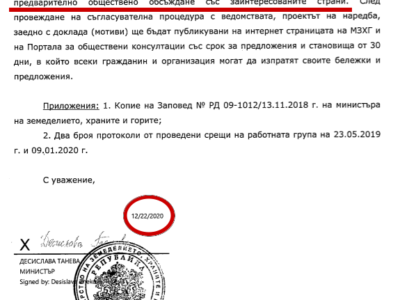 предварително обществено обсъждане със заинтересованите страни. След
провеждане на съгласувателна процедура с ведомствата, проектът на наредба,
заедно с доклада (мотиви) ще бъдат публикувани на интернет страницата на МЗХГ и
на Портала за обществени консултации със срок за предложения и становища от 30
дни, в който всеки гражданин и организация могат да изпратят своите бележки и
предложения.
Приложения: 1. Копие на Заповед № РД 09-1012/13.11.2018 г. на министъра
на земеделието, храните и горите;
2. Два броя протоколи от проведени срещи на работната група на 23.05.2019
г. и 09.01.2020 г.
С уважение,
12/22/2020
X Десислава
ДЕСИСЛАВА ТАНЕВА
МИНИСТЪР
Signed by: Desislava
РЕПУБЛИКА